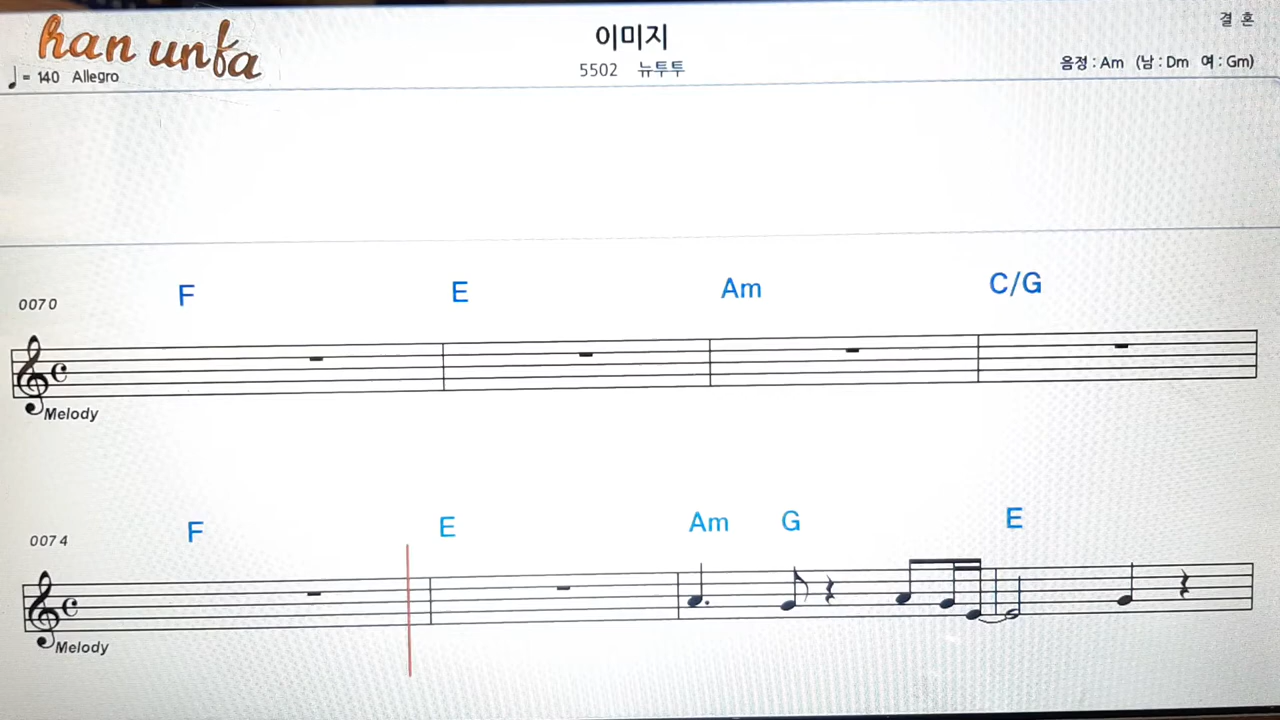 han unfa
이미지
결 혼
♩= 140 Allegro
5502 뉴투투
음정 : Am (남 : Dm 여 : Gm)
0070 F E Am C/G
Melody
0074 F E Am G E
Melody